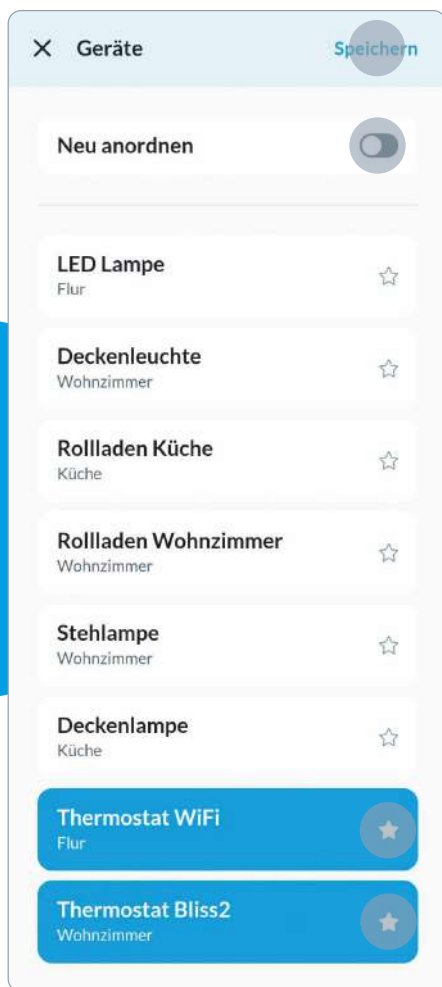 Geräte
Speichern
Neu anordnen
LED Lampe
Flur
Deckenleuchte
Wohnzimmer
Rollladen Küche
Küche
Rollladen Wohnzimmer
Wohnzimmer
Stehlampe
Wohnzimmer
Deckenlampe
Küche
Thermostat WiFi
Flur
Thermostat Bliss2
Wohnzimmer